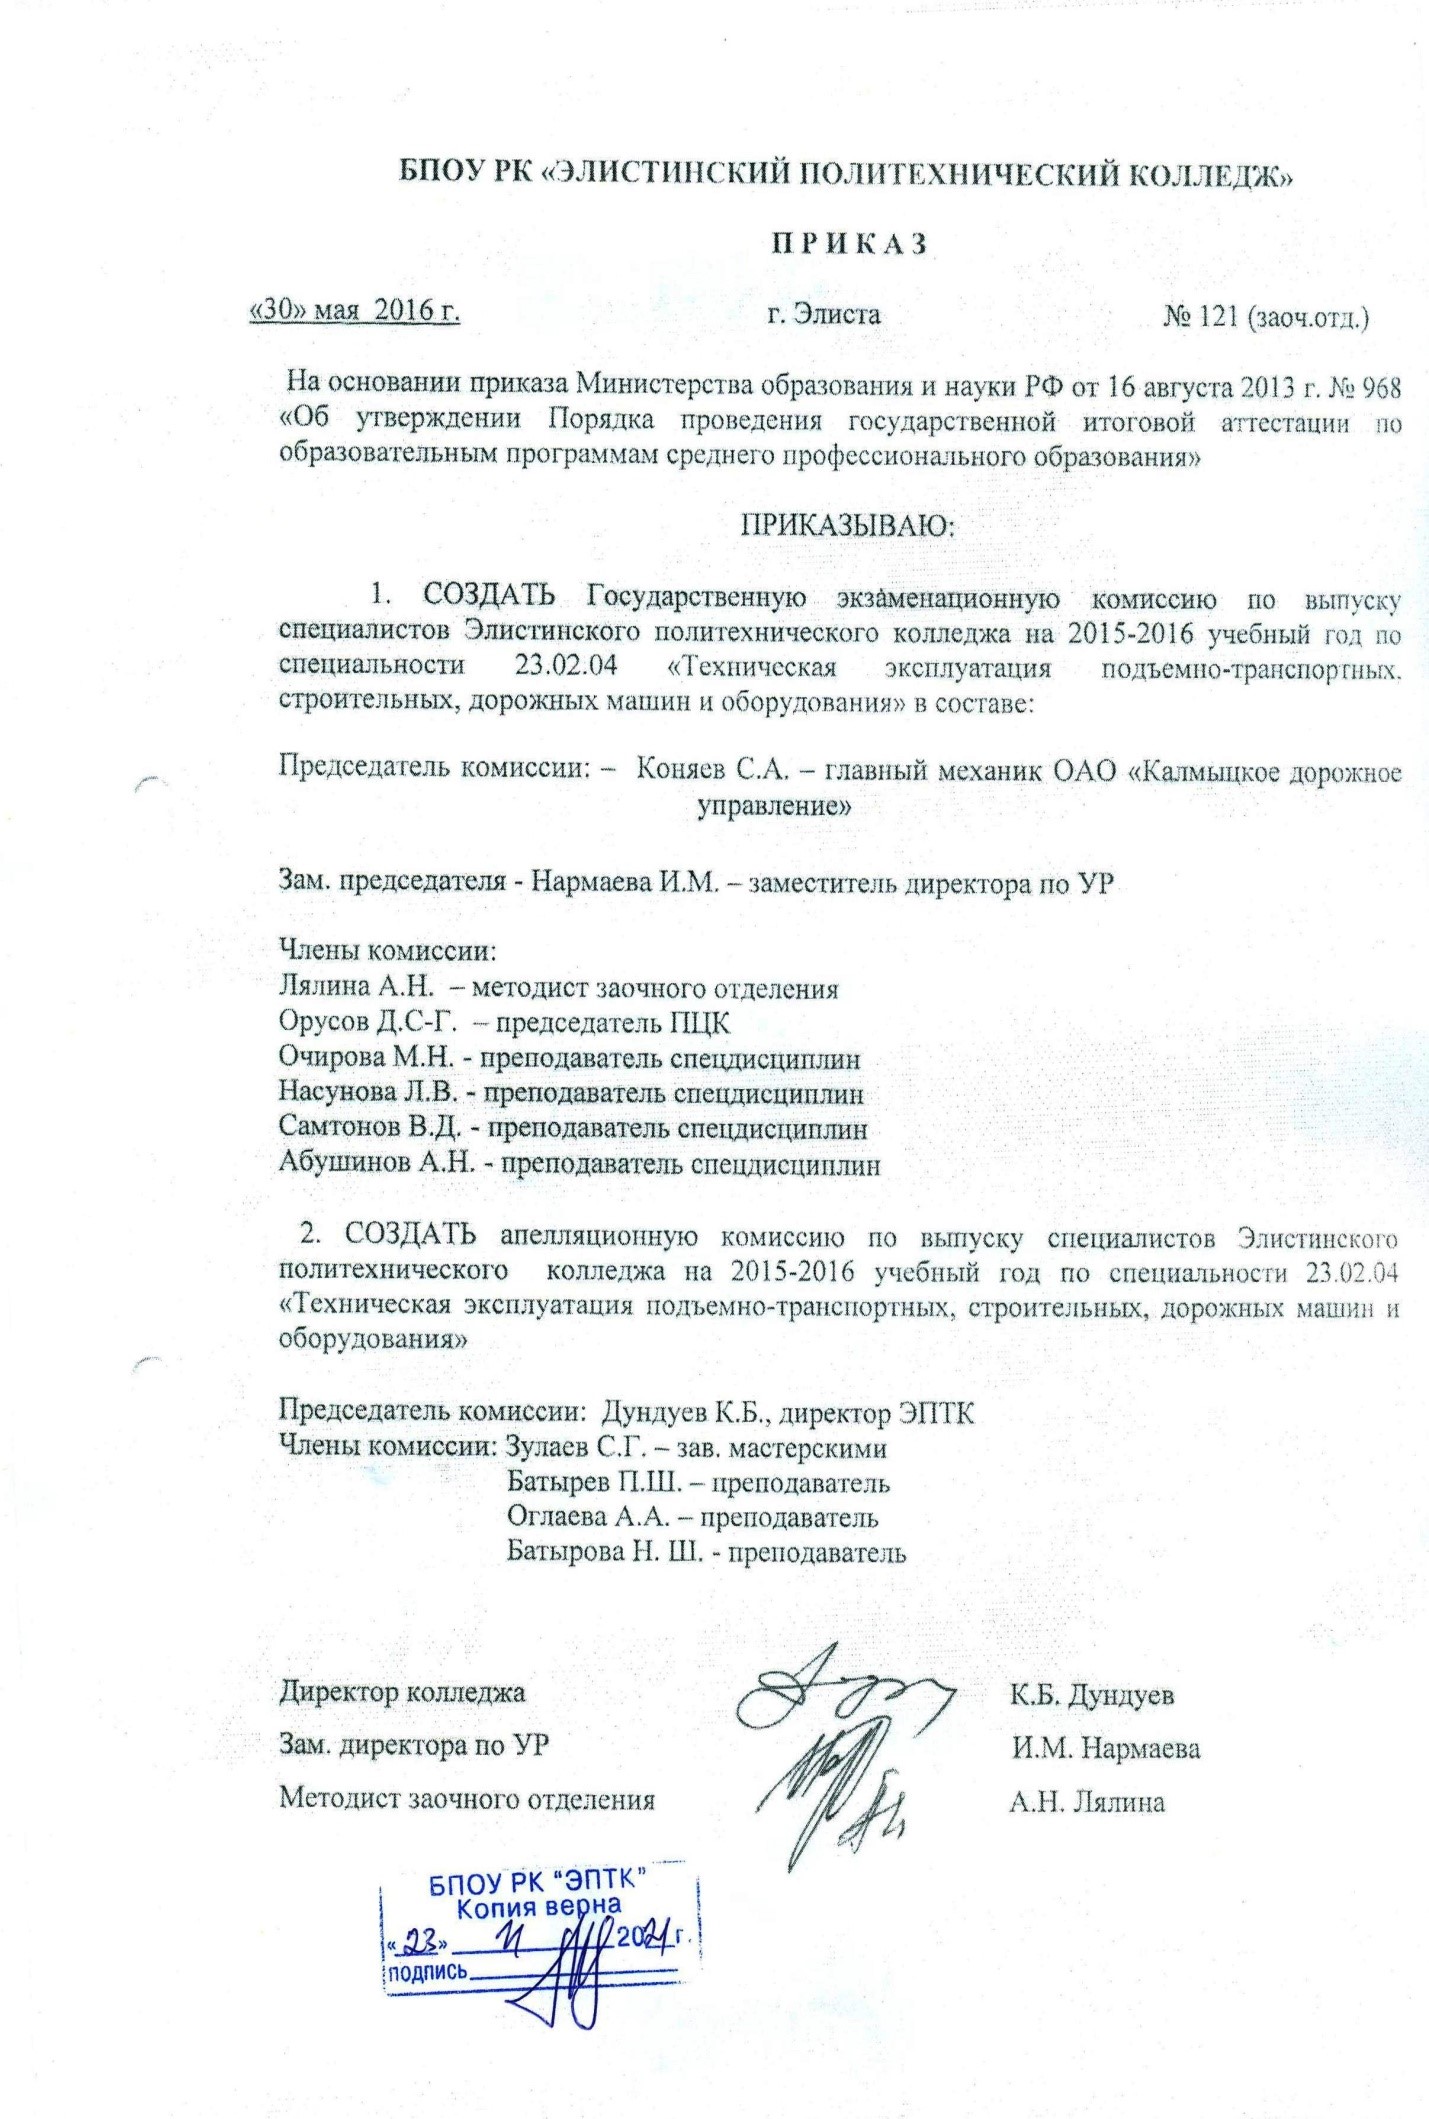 БПОУ РК «ЭЛИСТИНСКИЙ ПОЛИТЕХНИЧЕСКИЙ КОЛЛЕДЖ»
П Р И К А З
«30» мая 2016 г. г. Элиста № 121 (заоч.отд.)
На основании приказа Министерства образования и науки РФ от 16 августа 2013 г. № 968
«Об утверждении Порядка проведения государственной итоговой аттестации по
образовательным программам среднего профессионального образования»
ПРИКАЗЫВАЮ:
1. СОЗДАТЬ Государственную экзаменационную комиссию по выпуску
специалистов Элистинского политехнического колледжа на 2015-2016 учебный год по
специальности 23.02.04 «Техническая эксплуатация подъемно-транспортных.
строительных, дорожных машин и оборудования» в составе:
Председатель комиссии: – Коняев С.А. – главный механик ОАО «Калмыцкое дорожное
управление»
Зам. председателя - Нармаева И.М. – заместитель директора по УР
Члены комиссии:
Лялина А.Н. – методист заочного отделения
Орусов Д.С-Г. – председатель ПЦК
Очирова М.Н. - преподаватель спецдисциплин
Насунова Л.В. - преподаватель спецдисциплин
Самтонов В.Д. - преподаватель спецдисциплин
Абушинов А.Н. - преподаватель спецдисциплин
2. СОЗДАТЬ апелляционную комиссию по выпуску специалистов Элистинского
политехнического колледжа на 2015-2016 учебный год по специальности 23.02.04
«Техническая эксплуатация подъемно-транспортных, строительных, дорожных машин и
оборудования»
Председатель комиссии: Дундуев К.Б., директор ЭПТК
Члены комиссии: Зулаев С.Г. – зав. мастерскими
Батырев П.Ш. – преподаватель
Оглаева А.А. – преподаватель
Батырова Н. Ш. - преподаватель
Директор колледжа К.Б. Дундуев
Зам. директора по УР И.М. Нармаева
Методист заочного отделения А.Н. Лялина
БПОУ РК "ЭПТК"
Копия верна
«23» 11 2021г.
подпись